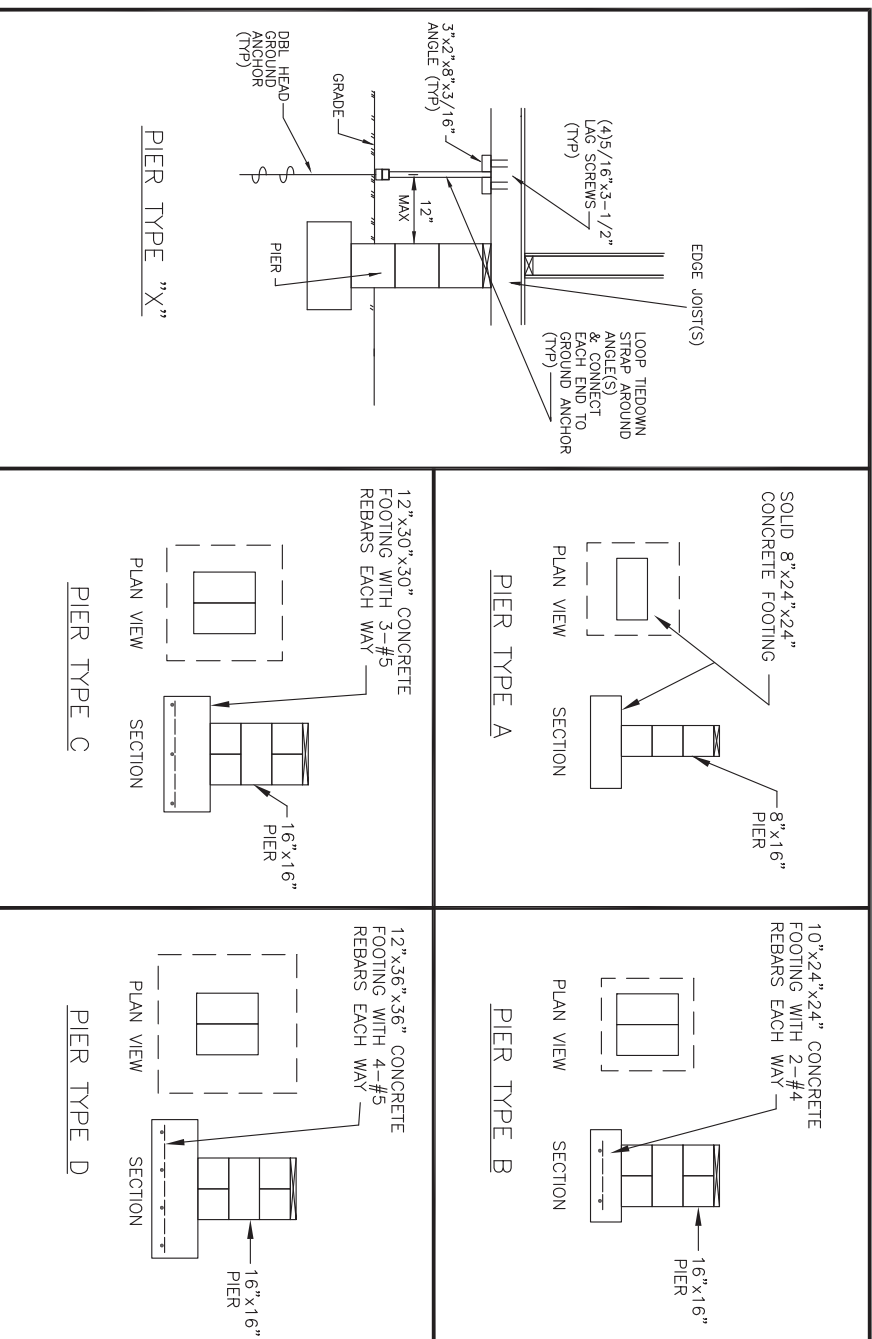 EDGE JOIST(S)
(4)5/16"x3-1/2"
LAG SCREWS
(TYP)
3"x2"x8"x3/16"
ANGLE (TYP)
GRADE
DBL HEAD
GROUND
ANCHOR
(TYP)
12"
MAX
PIER
LOOP TIEDOWN
STRAP AROUND
ANGLE(S)
& CONNECT
EACH END TO
GROUND ANCHOR
(TYP)
PIER TYPE "X"
SOLID 8"x24"x24"
CONCRETE FOOTING
8"x16"
PIER
PLAN VIEW
SECTION
PIER TYPE A
10"x24"x24" CONCRETE
FOOTING WITH 2-#4
REBARS EACH WAY
16"x16"
PIER
PLAN VIEW
SECTION
PIER TYPE B
12"x30"x30" CONCRETE
FOOTING WITH 3-#5
REBARS EACH WAY
16"x16"
PIER
PLAN VIEW
SECTION
PIER TYPE C
12"x36"x36" CONCRETE
FOOTING WITH 4-#5
REBARS EACH WAY
16"x16"
PIER
PLAN VIEW
SECTION
PIER TYPE D